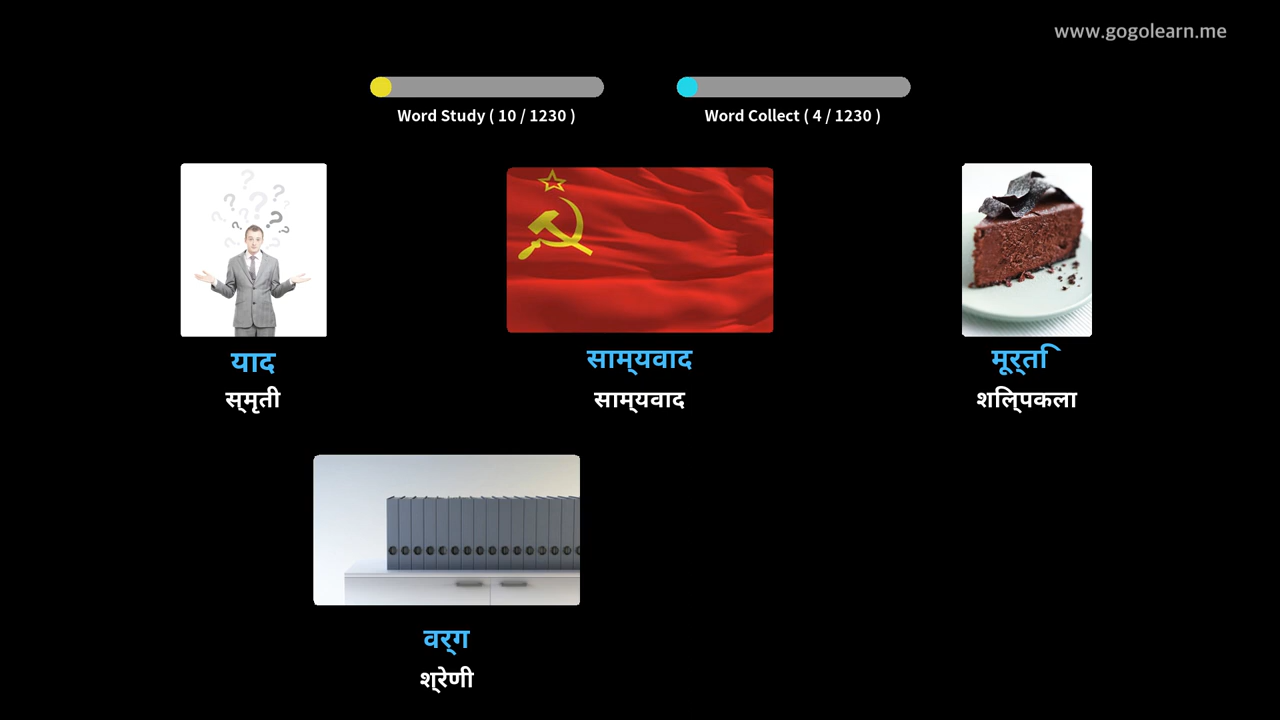 www.gogolearn.me
Word Study ( 10 / 1230 )
Word Collect ( 4 / 1230 )
याद
स्मृती
साम्यवाद
साम्यवाद
मूर्ति
शिल्पकला
वर्ग
श्रेणी